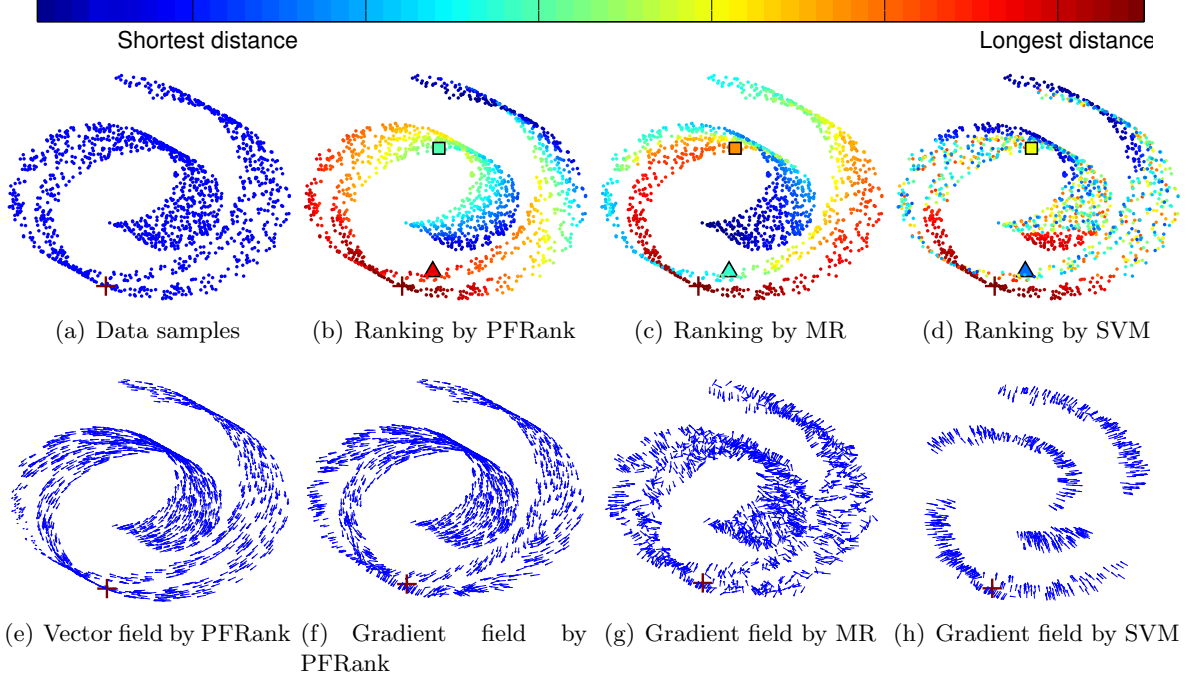 Shortest distance
Longest distance
(a) Data samples
(b) Ranking by PFRank
(c) Ranking by MR
(d) Ranking by SVM
(e) Vector field by PFRank
(f) Gradient field by
PFRank
(g) Gradient field by MR
(h) Gradient field by SVM